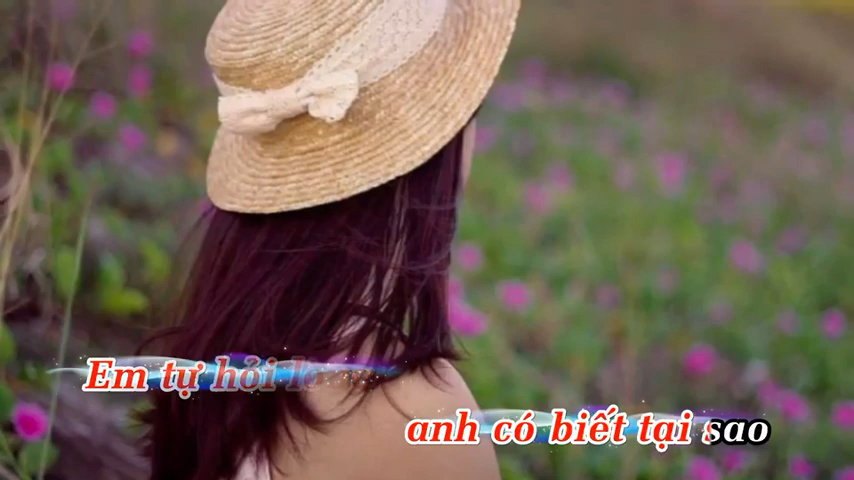 Em tự hỏi
anh có biết tại sao